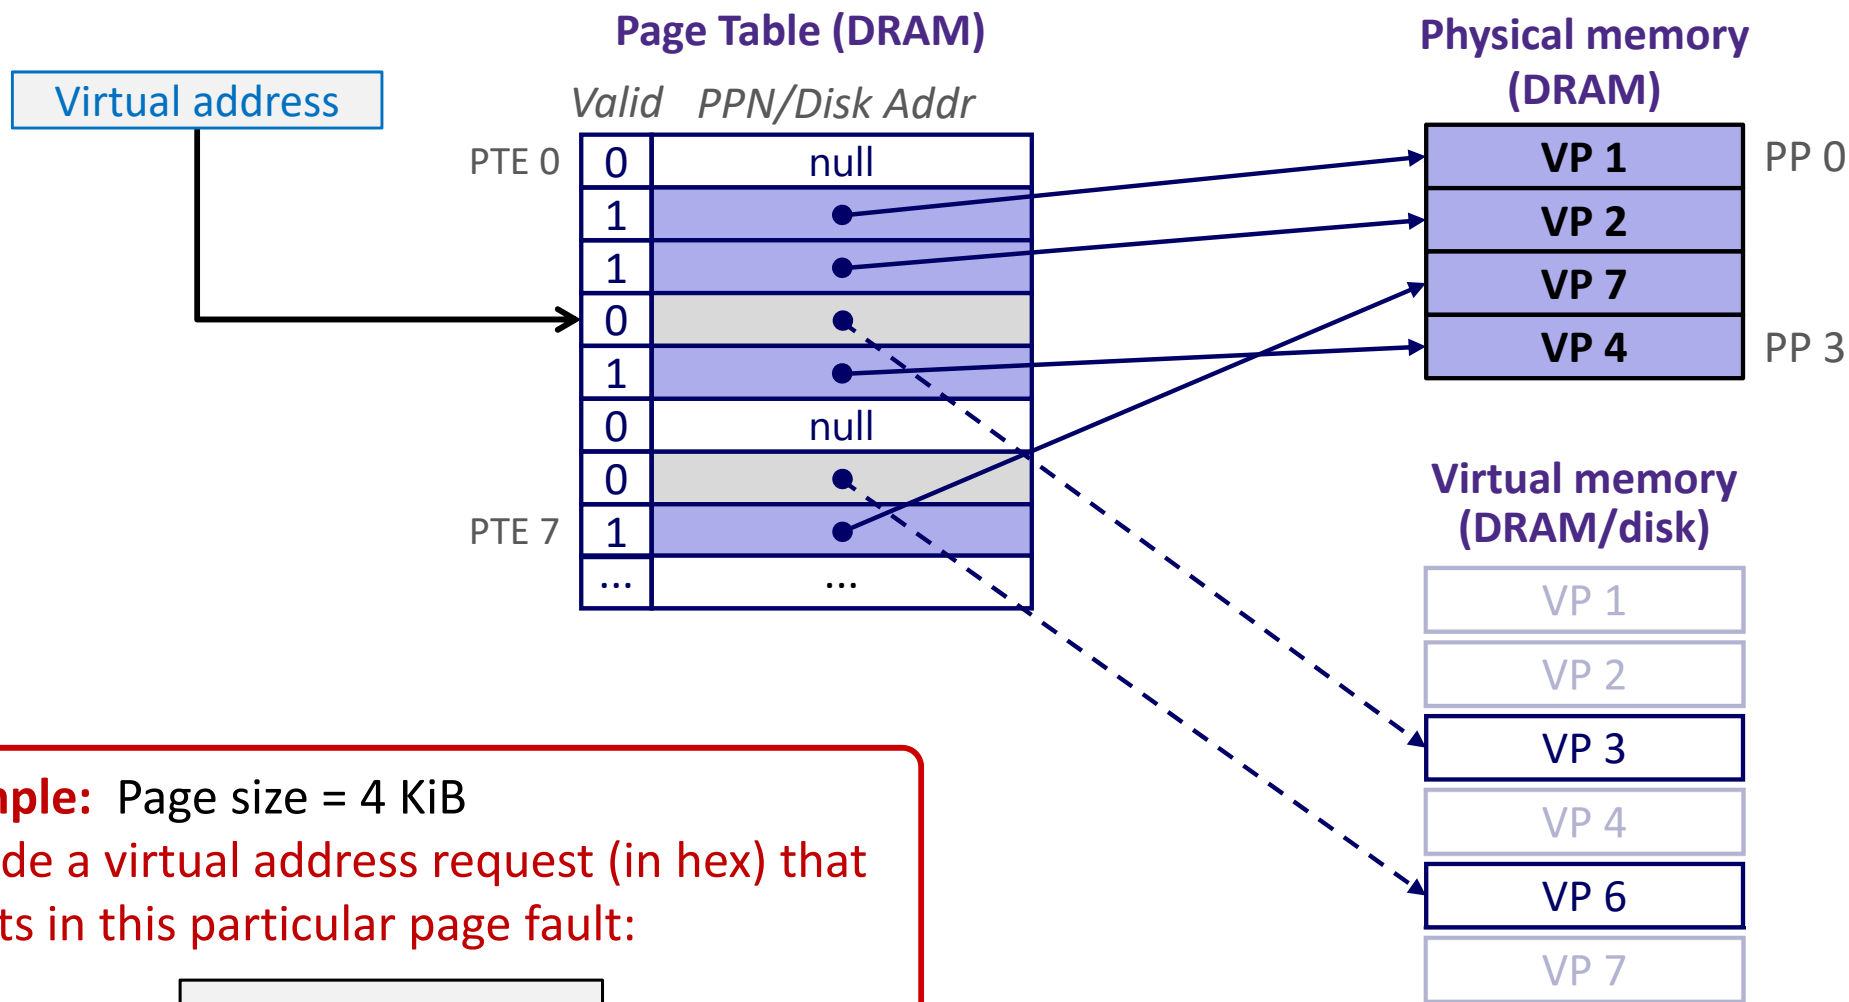 Page Table (DRAM)
Physical memory
(DRAM)
Virtual address
Valid PPN/Disk Addr
PTE 0 0 null
1
1
0
1
0 null
0
PTE 7 1
... ...
VP 1 PP 0
VP 2
VP 7
VP 4 PP 3
Virtual memory
(DRAM/disk)
VP 1
VP 2
VP 3
VP 4
VP 6
VP 7
mple: Page size = 4 KiB
de a virtual address request (in hex) that
ts in this particular page fault: